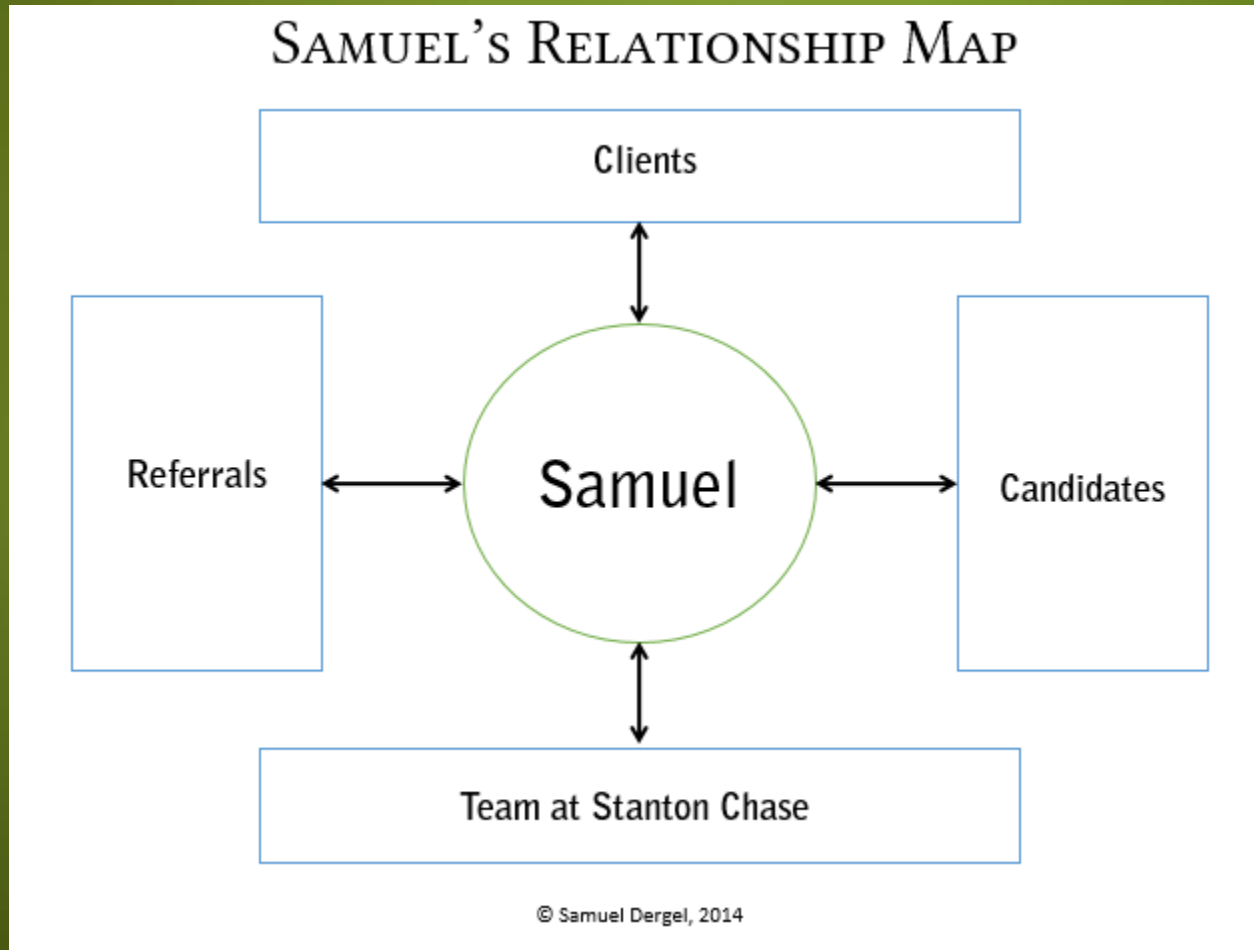 SAMUEL'S RELATIONSHIP MAP
Clients
Referrals
Samuel
Candidates
Team at Stanton Chase
© Samuel Dergel, 2014